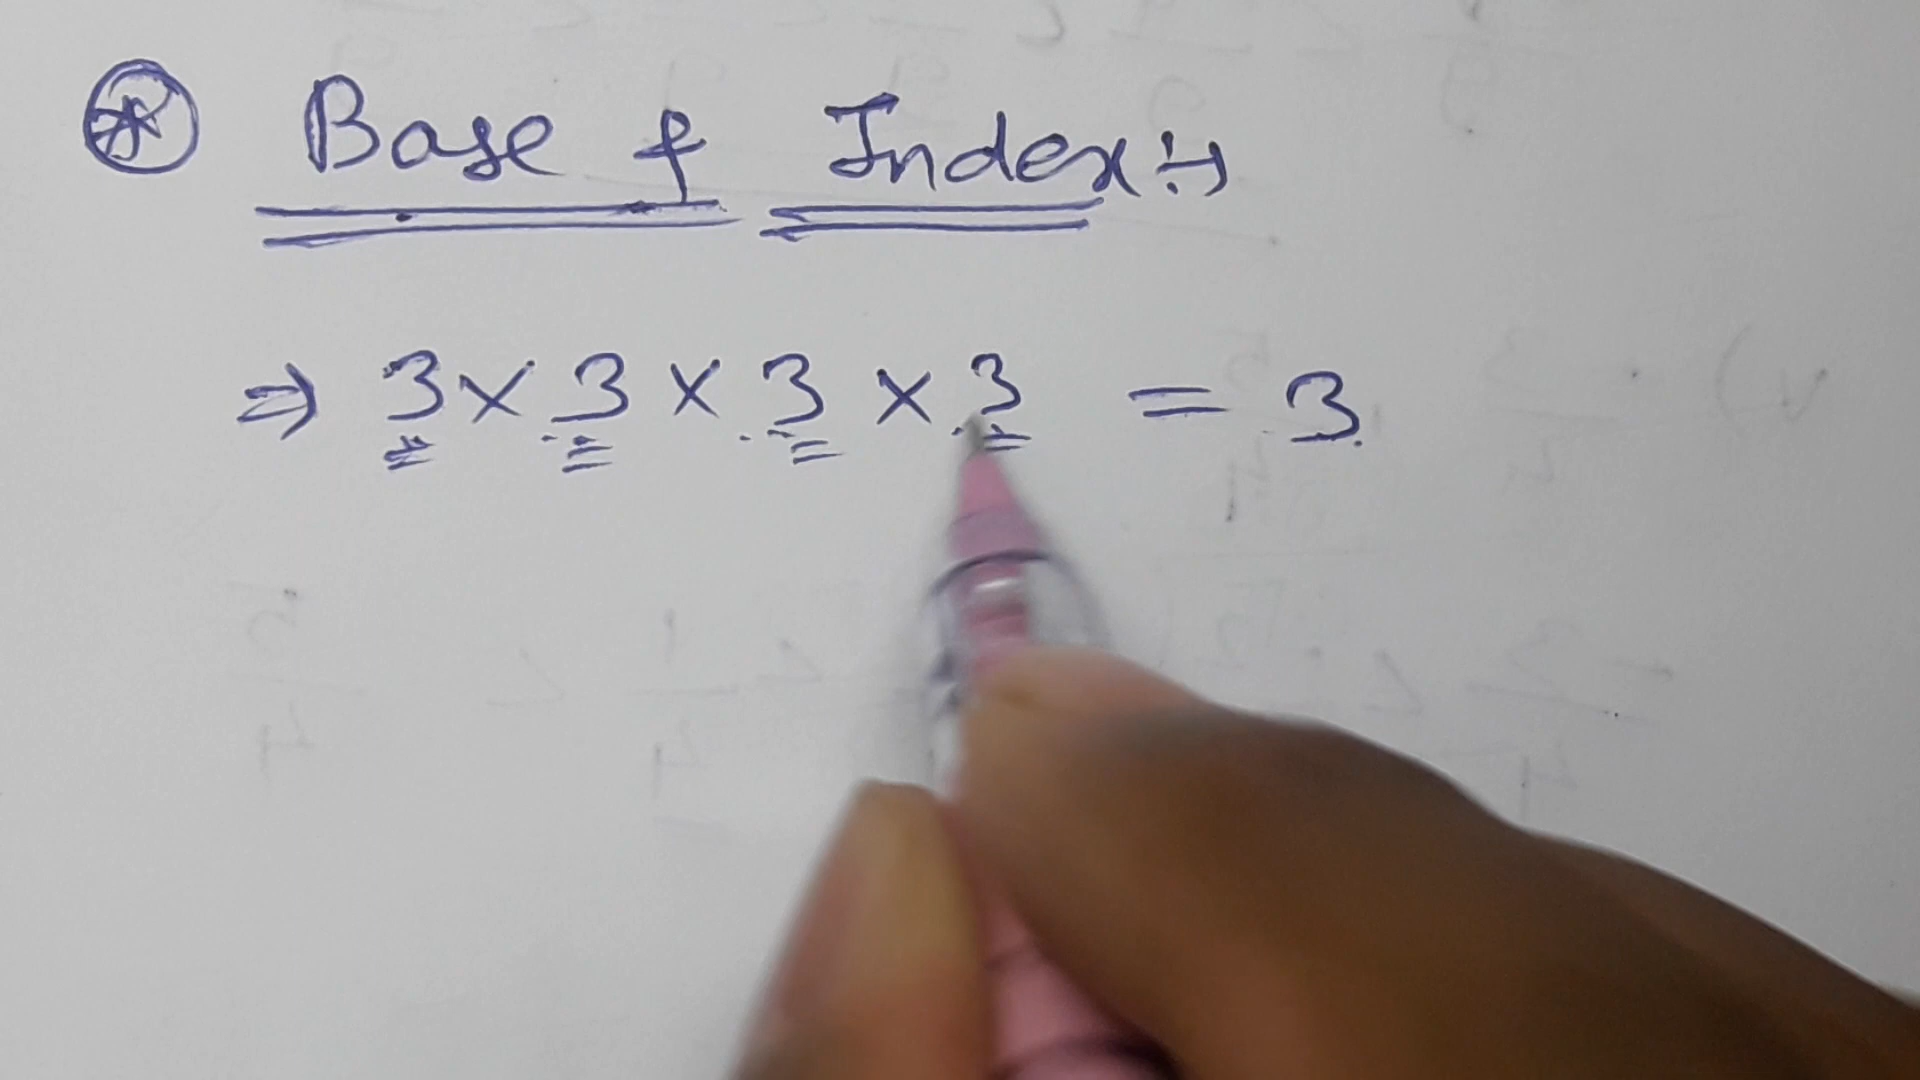 Base & Index :-
⇒ 3 × 3 × 3 × 3 = 3